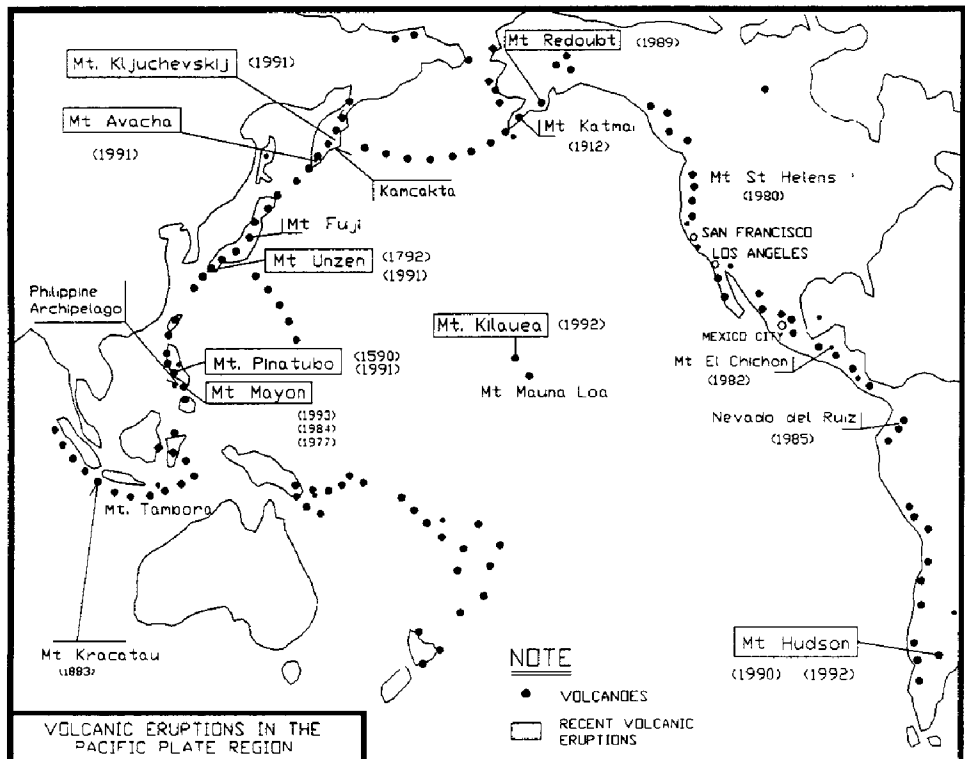 Mt Redoubt (1989)
Mt. Kljuchevskij (1991)
Mt Avacha
(1991)
Mt Katmai
(1912)
Kamcakta
Mt St Helens
(1980)
Mt Fuji
SAN FRANCISCO
LOS ANGELES
Mt Unzen (1792)
(1991)
Philippine
Archipelago
Mt. Kilauea (1992)
MEXICO CITY
Mt. Pinatubo (1590)
(1991)
Mt El Chichon
(1982)
Mt Mayon
Mt Mauna Loa
(1993)
(1984)
(1977)
Nevado del Ruiz
(1985)
Mt. Tambora
Mt Kracatau
(1883)
Mt Hudson
(1990) (1992)
NOTE
VOLCANOES
RECENT VOLCANIC
ERUPTIONS
VOLCANIC ERUPTIONS IN THE
PACIFIC PLATE REGION